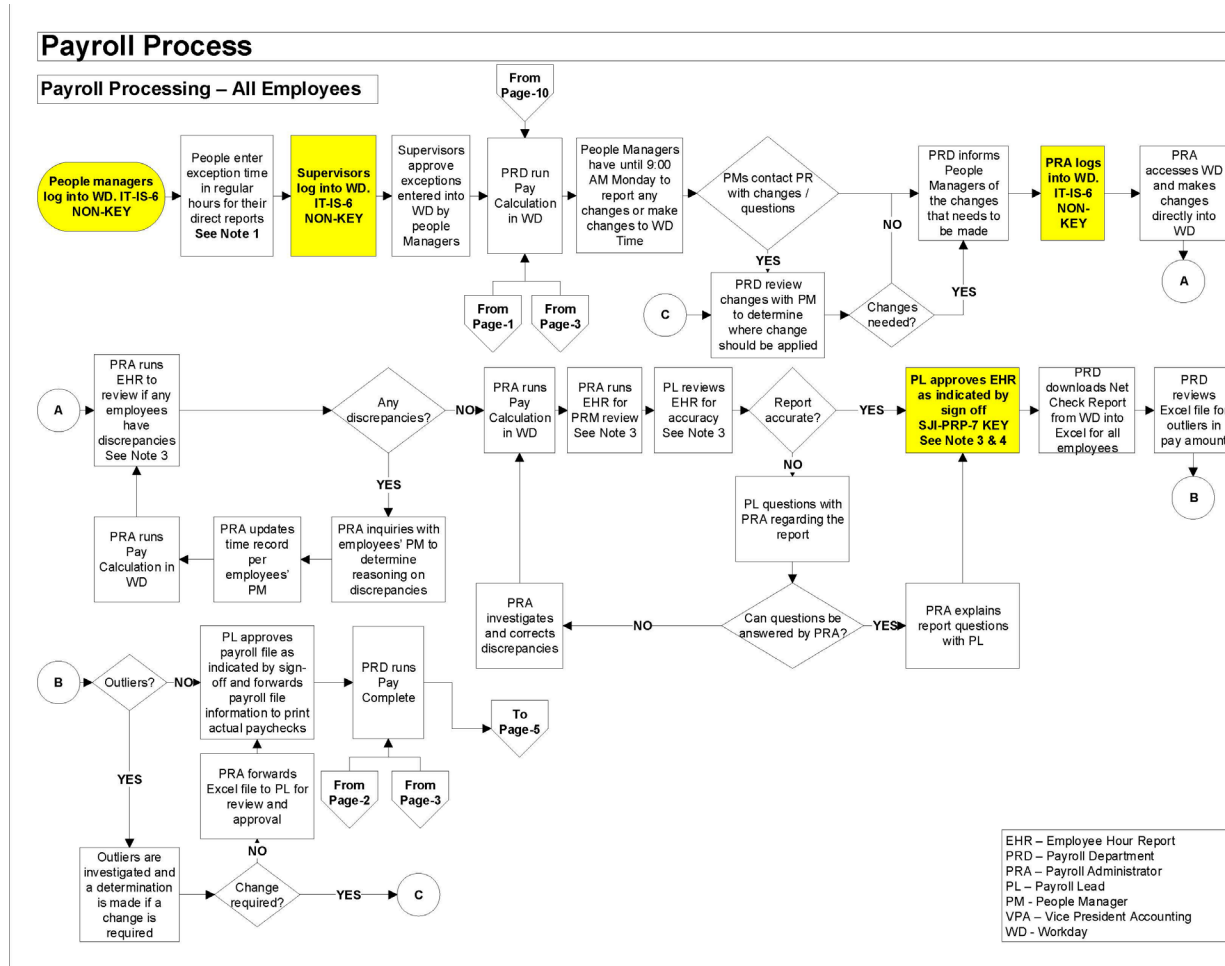 Payroll Process
Payroll Processing – All Employees
From
Page-10
People managers
log into WD. IT-IS-6
NON-KEY
People enter
exception time
in regular
hours for their
direct reports
See Note 1
Supervisors
log into WD.
IT-IS-6
NON-KEY
Supervisors
approve
exceptions
entered into
WD by
people Managers
PRD run
Pay
Calculation
in WD
People Managers
have until 9:00
AM Monday to
report any
changes or make
changes to WD
Time
PMs contact PR
with changes /
questions
PRD informs
People
Managers of
the changes
that needs to
be made
PRA logs
into WD.
IT-IS-6
NON-
KEY
PRA
accesses WD
and makes
changes
directly into
WD
NO
YES
From
Page-1
From
Page-3
C
PRD review
changes with PM
to determine
where change
should be applied
Changes
needed?
YES
A
A
PRA runs
EHR to
review if any
employees
have
discrepancies
See Note 3
Any
discrepancies?
NO
PRA runs
Pay
Calculation
in WD
PRA runs
EHR for
PRM review
See Note 3
PL reviews
EHR for
accuracy
See Note 3
Report
accurate?
YES
PL approves EHR
as indicated by
sign off
SJI-PRP-7 KEY
See Note 3 & 4
PRD
downloads Net
Check Report
from WD into
Excel for all
employees
PRD
reviews
Excel file for
outliers in
pay amount
YES
NO
B
PRA runs
Pay
Calculation in
WD
PRA updates
time record
per
employees'
PM
PRA inquiries with
employees' PM to
determine
reasoning on
discrepancies
PL questions with
PRA regarding the
report
PRA
investigates
and corrects
discrepancies
NO
Can questions be
answered by PRA?
YES
PRA explains
report questions
with PL
B
Outliers?
NO
PL approves
payroll file as
indicated by sign-
off and forwards
payroll file
information to print
actual paychecks
PRD runs
Pay
Complete
To
Page-5
YES
PRA forwards
Excel file to PL for
review and
approval
From
Page-2
From
Page-3
NO
Outliers are
investigated and
a determination
is made if a
change is
required
Change
required?
YES
C
EHR – Employee Hour Report
PRD – Payroll Department
PRA – Payroll Administrator
PL – Payroll Lead
PM - People Manager
VPA – Vice President Accounting
WD - Workday